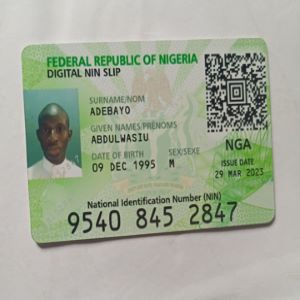 FEDERAL REPUBLIC OF NIGERIA
DIGITAL NIN SLIP
SURNAME/NOM
ADEBAYO
GIVEN NAMES/PRÉNOMS
ABDULWASIU
DATE OF BIRTH SEX/SEXE
09 DEC 1995 M
NGA
ISSUE DATE
29 MAR 2023
National Identification Number (NIN)
9540 845 2847